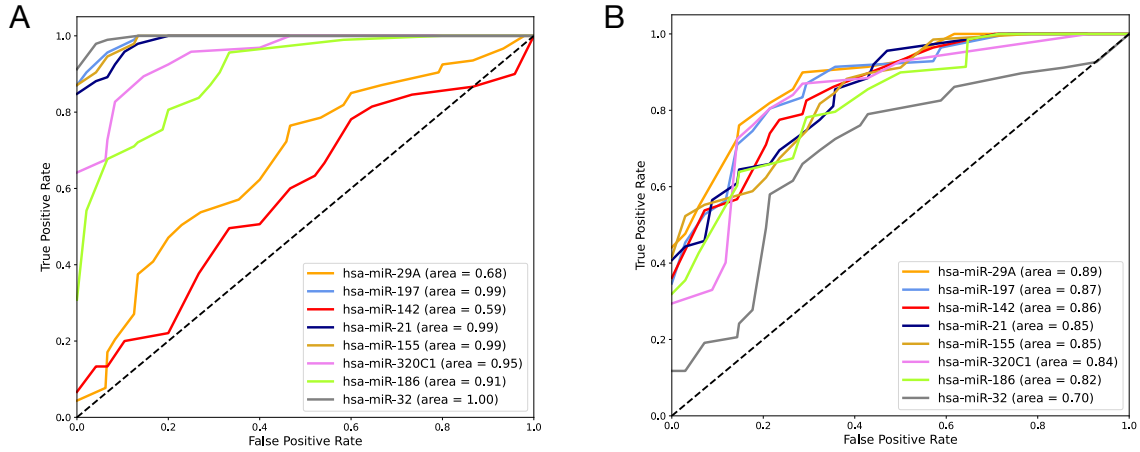 A
True Positive Rate
1.0
0.8
0.6
0.4
0.2
0.0
hsa-miR-29A (area = 0.68)
hsa-miR-197 (area = 0.99)
hsa-miR-142 (area = 0.59)
hsa-miR-21 (area = 0.99)
hsa-miR-155 (area = 0.99)
hsa-miR-320C1 (area = 0.95)
hsa-miR-186 (area = 0.91)
hsa-miR-32 (area = 1.00)
0.0 0.2 0.4 0.6 0.8 1.0
False Positive Rate
B
True Positive Rate
1.0
0.8
0.6
0.4
0.2
0.0
hsa-miR-29A (area = 0.89)
hsa-miR-197 (area = 0.87)
hsa-miR-142 (area = 0.86)
hsa-miR-21 (area = 0.85)
hsa-miR-155 (area = 0.85)
hsa-miR-320C1 (area = 0.84)
hsa-miR-186 (area = 0.82)
hsa-miR-32 (area = 0.70)
0.0 0.2 0.4 0.6 0.8 1.0
False Positive Rate